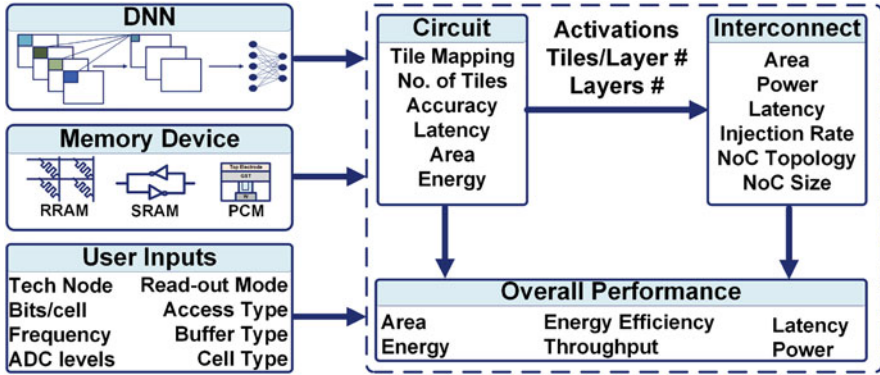 DNN
Memory Device
Top Electrode
GST
RRAM SRAM PCM
User Inputs
Tech Node Read-out Mode
Bits/cell Access Type
Frequency Buffer Type
ADC levels Cell Type
Circuit
Tile Mapping
No. of Tiles
Accuracy
Latency
Area
Energy
Activations
Tiles/Layer #
Layers #
Interconnect
Area
Power
Latency
Injection Rate
NoC Topology
NoC Size
Overall Performance
Area Energy Efficiency Latency
Energy Throughput Power